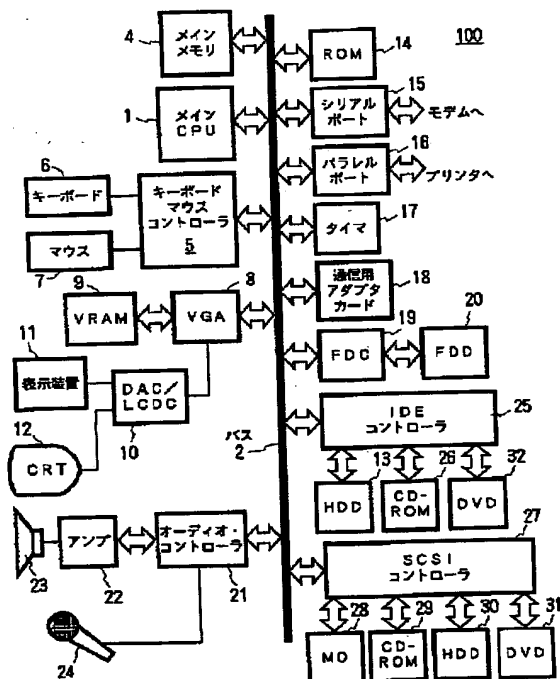 100
4
メイン
メモリ
1
メイン
CPU
6
キーボード
マウス
7
キーボード
マウス
コントローラ
5
9
VRAM
8
VGA
11
表示装置
12
CRT
DAC/
LCDC
10
バス
2
23
アンプ
22
オーディオ・
コントローラ
21
24
ROM
14
シリアル
ポート
15
モデムへ
パラレル
ポート
16
プリンタへ
タイマ
17
通信用
アダプタ
カード
18
19
FDC
20
FDD
IDE
コントローラ
25
13
HDD
26
CD-
ROM
32
DVD
27
SCSI
コントローラ
28
MO
29
CD-
ROM
30
HDD
31
DVD